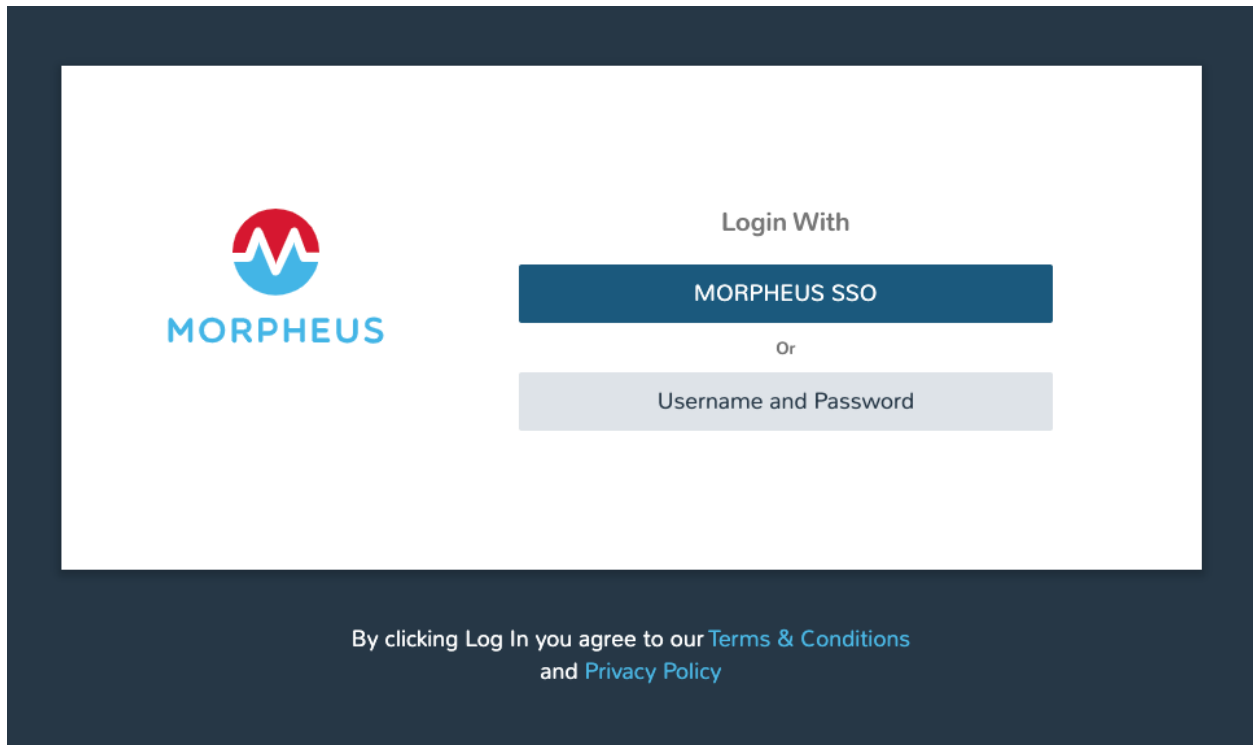 MORPHEUS
Login With
MORPHEUS SSO
Or
Username and Password
By clicking Log In you agree to our Terms & Conditions
and Privacy Policy